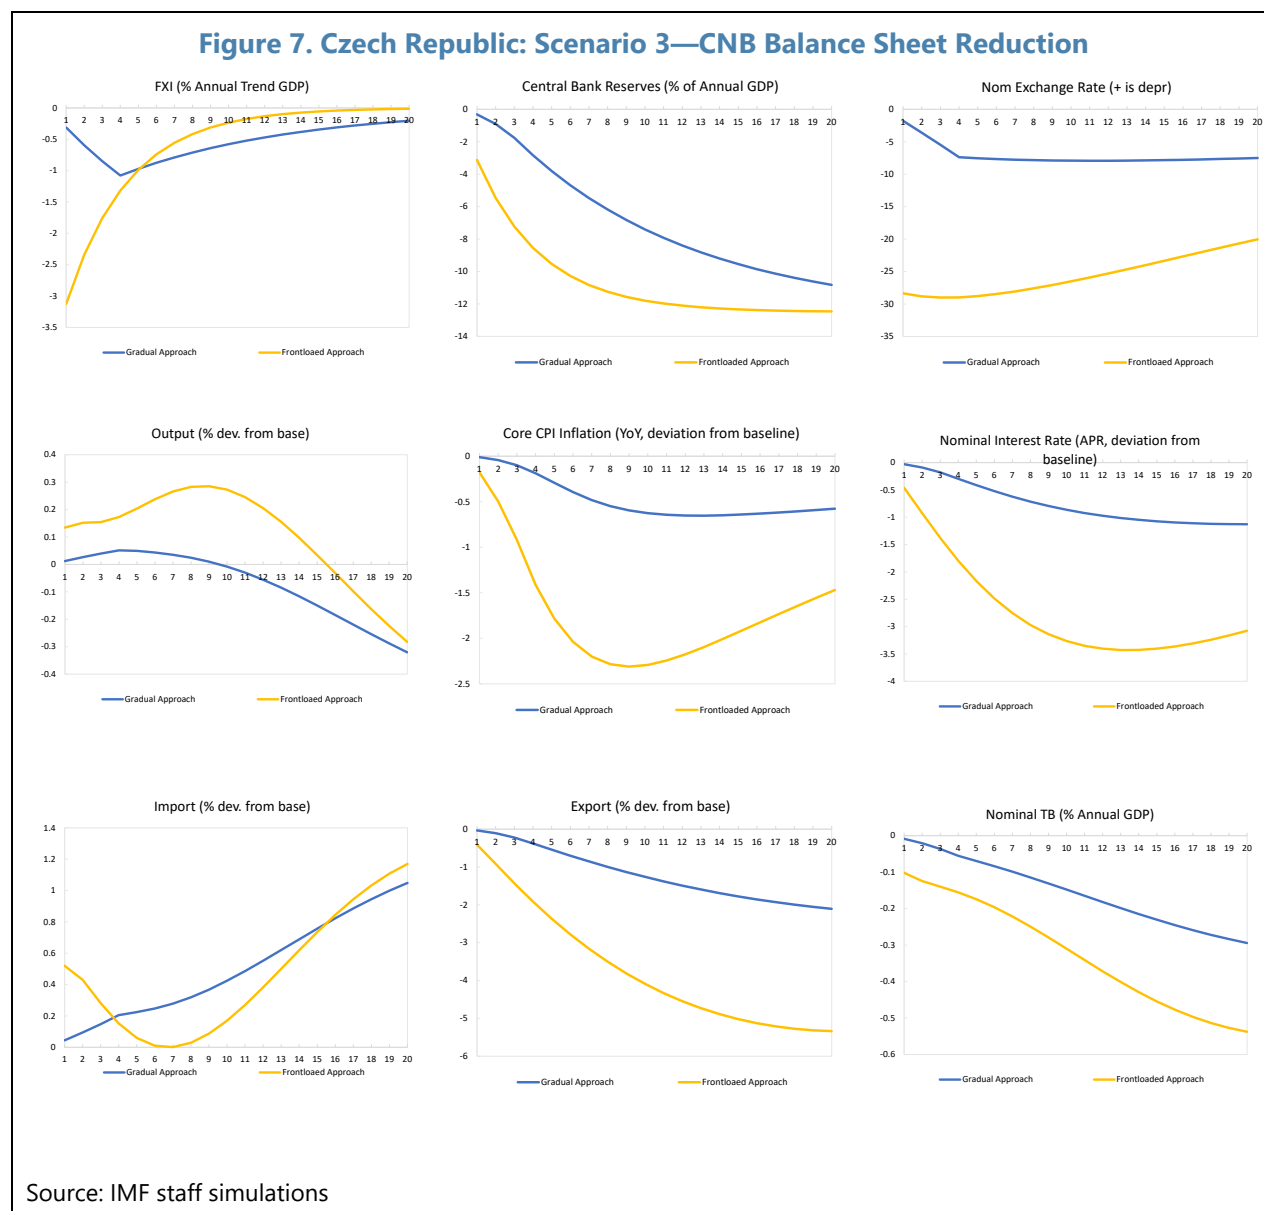 Figure 7. Czech Republic: Scenario 3—CNB Balance Sheet Reduction
FXI (% Annual Trend GDP)
0
-0.5
-1
-1.5
-2
-2.5
-3
-3.5
1 2 3 4 5 6 7 8 9 10 11 12 13 14 15 16 17 18 19 20
Gradual Approach Frontloaed Approach
Central Bank Reserves (% of Annual GDP)
0
-2
-4
-6
-8
-10
-12
-14
1 2 3 4 5 6 7 8 9 10 11 12 13 14 15 16 17 18 19 20
Gradual Approach Frontloaed Approach
Nom Exchange Rate (+ is depr)
0
-5
-10
-15
-20
-25
-30
-35
1 2 3 4 5 6 7 8 9 10 11 12 13 14 15 16 17 18 19 20
Gradual Approach Frontloaed Approach
Output (% dev. from base)
0.4
0.3
0.2
0.1
0
-0.1
-0.2
-0.3
-0.4
1 2 3 4 5 6 7 8 9 10 11 12 13 14 15 16 17 18 19 20
Gradual Approach Frontloaed Approach
Core CPI Inflation (YoY, deviation from baseline)
0
-0.5
-1
-1.5
-2
-2.5
1 2 3 4 5 6 7 8 9 10 11 12 13 14 15 16 17 18 19 20
Gradual Approach Frontloaded Approach
Nominal Interest Rate (APR, deviation from
baseline)
0
-0.5
-1
-1.5
-2
-2.5
-3
-3.5
-4
1 2 3 4 5 6 7 8 9 10 11 12 13 14 15 16 17 18 19 20
Gradual Approach Frontloaded Approach
Import (% dev. from base)
1.4
1.2
1
0.8
0.6
0.4
0.2
0
1 2 3 4 5 6 7 8 9 10 11 12 13 14 15 16 17 18 19 20
Gradual Approach Frontloaed Approach
Export (% dev. from base)
0
-1
-2
-3
-4
-5
-6
1 2 3 4 5 6 7 8 9 10 11 12 13 14 15 16 17 18 19 20
Gradual Approach Frontloaed Approach
Nominal TB (% Annual GDP)
0
-0.1
-0.2
-0.3
-0.4
-0.5
-0.6
1 2 3 4 5 6 7 8 9 10 11 12 13 14 15 16 17 18 19 20
Gradual Approach Frontloaded Approach
Source: IMF staff simulations